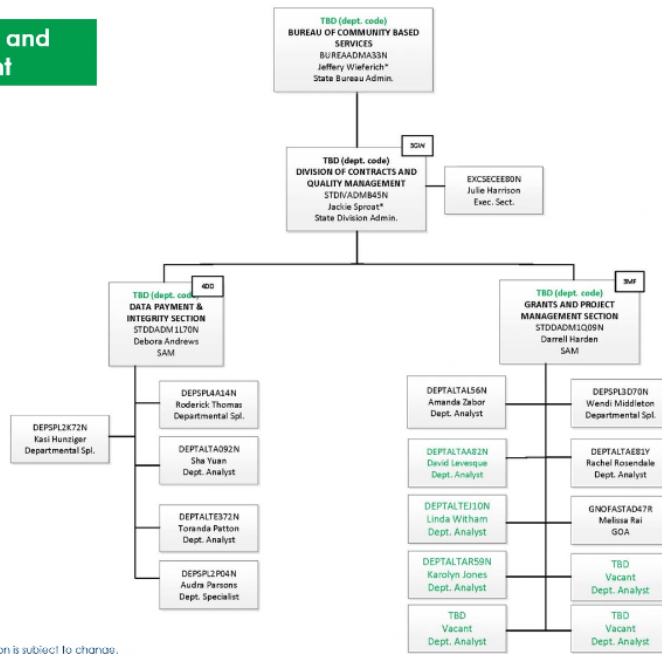 and
nt
TBD (dept. code)
BUREAU OF COMMUNITY BASED
SERVICES
BUREAADMA33N
Jeffery Wieferich*
State Bureau Admin.
3GW
TBD (dept. code)
DIVISION OF CONTRACTS AND
QUALITY MANAGEMENT
STDIVADMB45N
Jackie Sproat*
State Division Admin.
EXCSECEE80N
Julie Harrison
Exec. Sect.
4DD
TBD (dept. code)
DATA PAYMENT &
INTEGRITY SECTION
STDDADM1L70N
Debora Andrews
SAM
3MF
TBD (dept. code)
GRANTS AND PROJECT
MANAGEMENT SECTION
STDDADM1Q09N
Darrell Harden
SAM
DEPSPL2K72N
Kasi Hunziger
Departmental Spl.
DEPSPL4A14N
Roderick Thomas
Departmental Spl.
DEPTALTA092N
Sha Yuan
Dept. Analyst
DEPTALTE372N
Toranda Patton
Dept. Analyst
DEPSPL2P04N
Audra Parsons
Dept. Specialist
DEPTALTAL56N
Amanda Zabor
Dept. Analyst
DEPSPL3D70N
Wendi Middleton
Departmental Spl.
DEPTALTAA82N
David Levesque
Dept. Analyst
DEPTALTAE81Y
Rachel Rosendale
Dept. Analyst
DEPTALTEJ10N
Linda Witham
Dept. Analyst
GNOFASTAD47R
Melissa Rai
GOA
DEPTALTAR59N
Karolyn Jones
Dept. Analyst
TBD
Vacant
Dept. Analyst
TBD
Vacant
Dept. Analyst
TBD
Vacant
Dept. Analyst
on is subject to change.